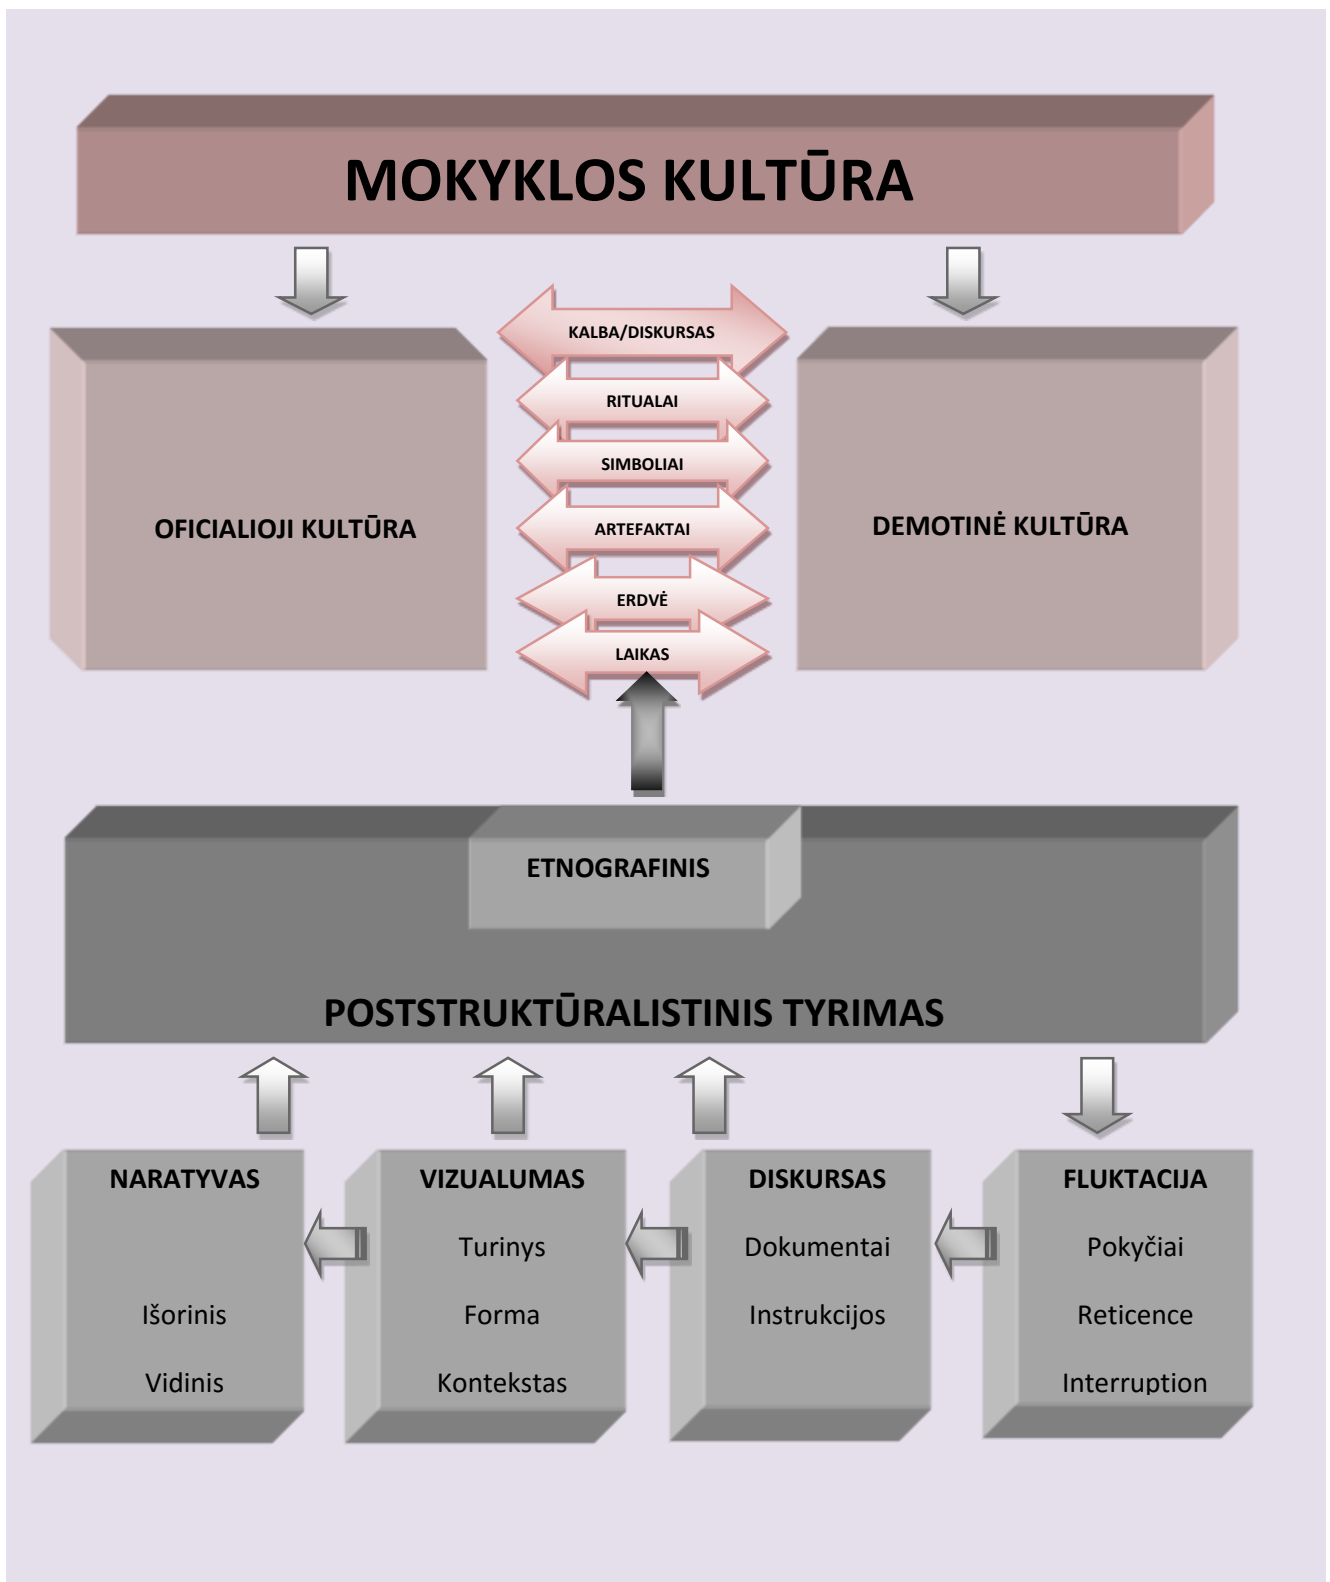 MOKYKLOS KULTŪRA
KALBA/DISKURSAS
RITUALAI
SIMBOLIAI
ARTEFAKTAI
ERDVĖ
LAIKAS
OFICIALIOJI KULTŪRA
DEMOTINĖ KULTŪRA
ETNOGRAFINIS
POSTSTRUKTŪRALISTINIS TYRIMAS
NARATYVAS
Išorinis
Vidinis
VIZUALUMAS
Turinys
Forma
Kontekstas
DISKURSAS
Dokumentai
Instrukcijos
FLUKTACIJA
Pokyčiai
Reticence
Interruption